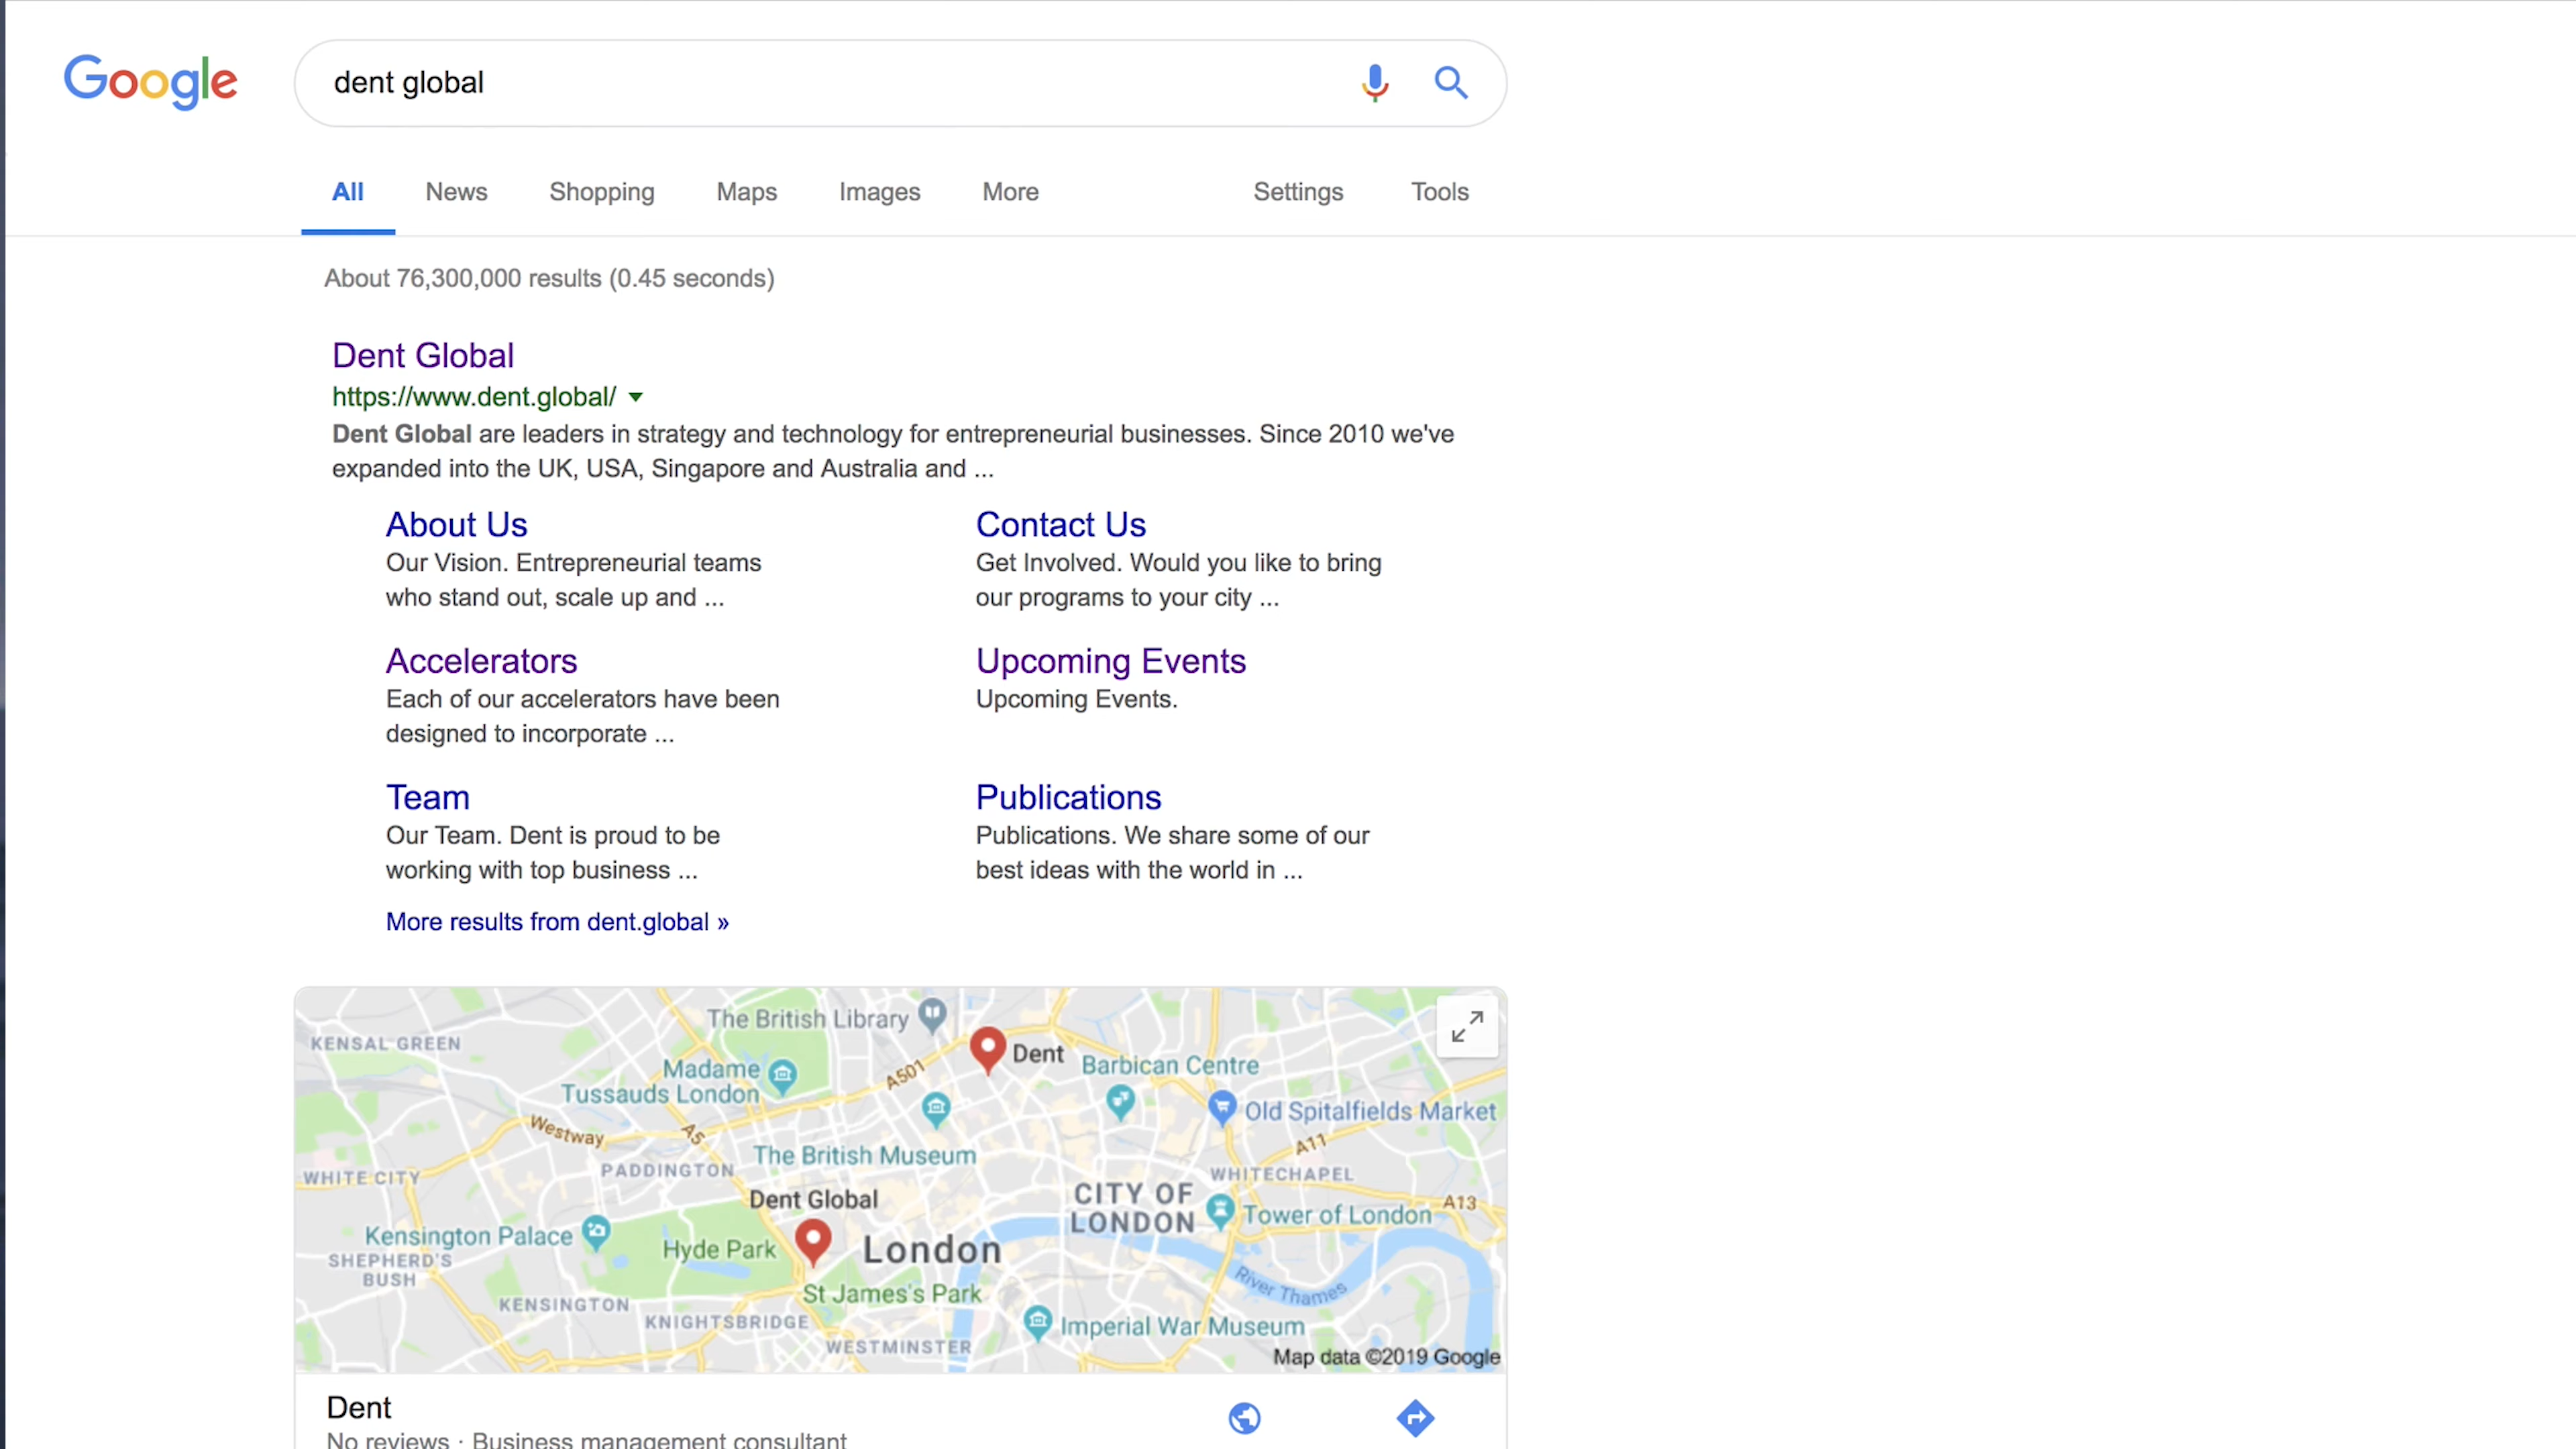 Google
dent global
All News Shopping Maps Images More Settings Tools
About 76,300,000 results (0.45 seconds)
Dent Global
https://www.dent.global/
Dent Global are leaders in strategy and technology for entrepreneurial businesses. Since 2010 we've
expanded into the UK, USA, Singapore and Australia and ...
About Us
Our Vision. Entrepreneurial teams
who stand out, scale up and ...
Contact Us
Get Involved. Would you like to bring
our programs to your city ...
Accelerators
Each of our accelerators have been
designed to incorporate ...
Upcoming Events
Upcoming Events.
Team
Our Team. Dent is proud to be
working with top business ...
Publications
Publications. We share some of our
best ideas with the world in ...
More results from dent.global »
The British Library
KENSAL GREEN
Dent
Barbican Centre
Madame
Tussauds London
A501
Old Spitalfields Market
Westway
A5
A11
The British Museum
PADDINGTON
WHITE CITY
WHITECHAPEL
Dent Global
CITY OF
LONDON
A13
Tower of London
Kensington Palace
Hyde Park
London
SHEPHERD'S
BUSH
St James's Park
River Thames
KENSINGTON
KNIGHTSBRIDGE
Imperial War Museum
WESTMINSTER
Map data ©2019 Google
Dent
No reviews · Business management consultant